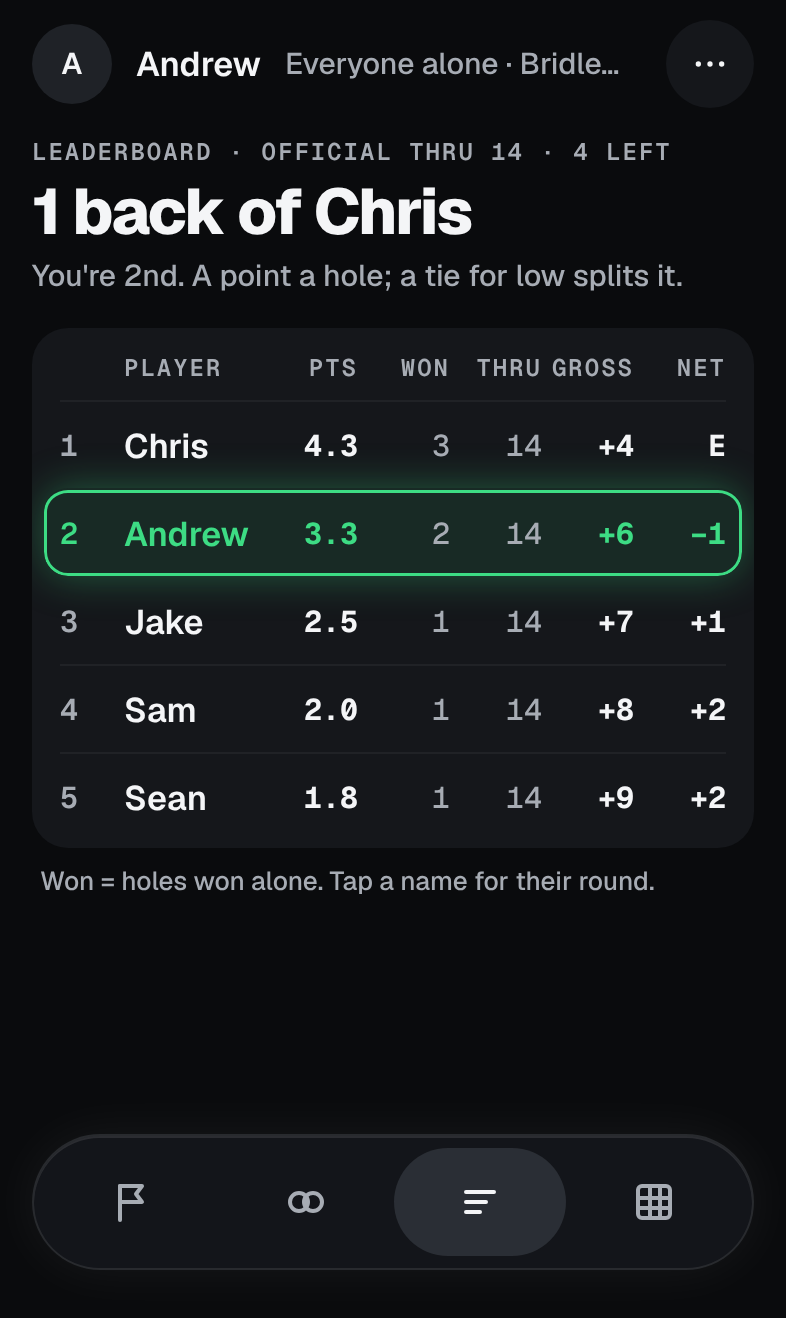 A Andrew Everyone alone · Bridle...
LEADERBOARD · OFFICIAL THRU 14 · 4 LEFT
1 back of Chris
You're 2nd. A point a hole; a tie for low splits it.
PLAYER PTS WON THRU GROSS NET
1 Chris 4.3 3 14 +4 E
2 Andrew 3.3 2 14 +6 −1
3 Jake 2.5 1 14 +7 +1
4 Sam 2.0 1 14 +8 +2
5 Sean 1.8 1 14 +9 +2
Won = holes won alone. Tap a name for their round.